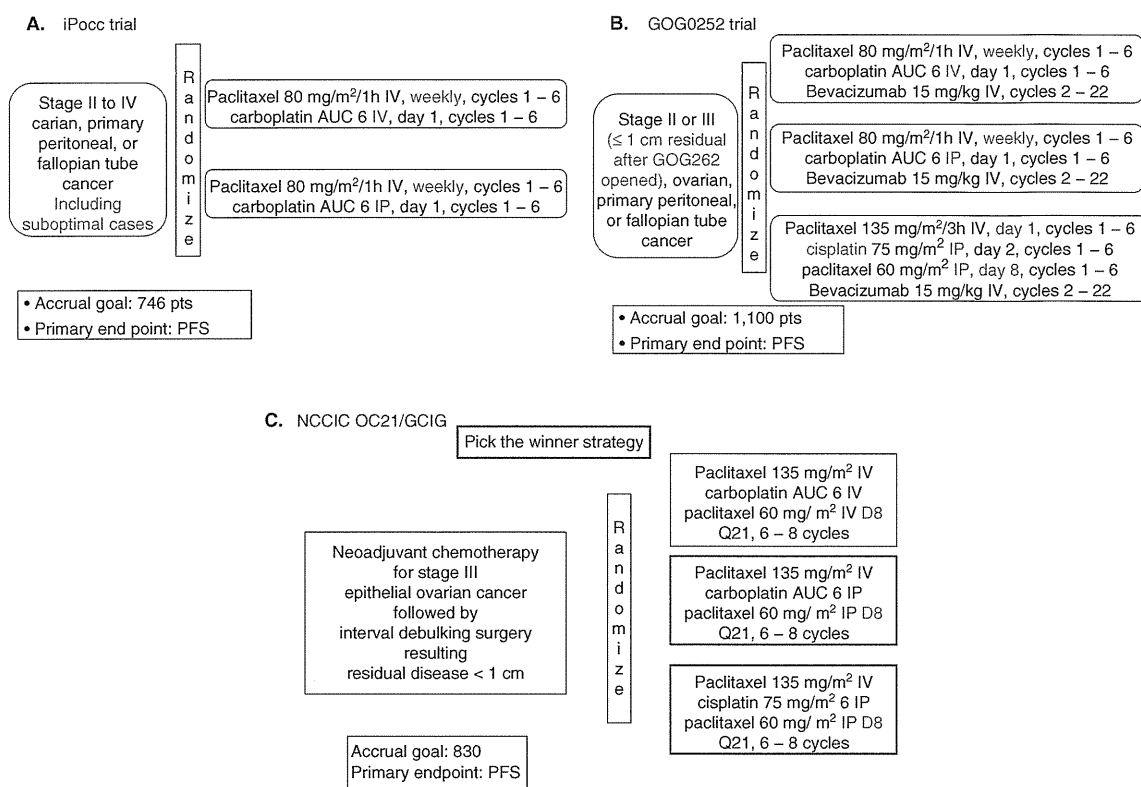 A. iPocc trial
Stage II to IV
carian, primary
peritoneal, or
fallopian tube
cancer
Including
suboptimal cases
Randomize
Paclitaxel 80 mg/m²/1h IV, weekly, cycles 1 – 6
carboplatin AUC 6 IV, day 1, cycles 1 – 6
Paclitaxel 80 mg/m²/1h IV, weekly, cycles 1 – 6
carboplatin AUC 6 IP, day 1, cycles 1 – 6
• Accrual goal: 746 pts
• Primary end point: PFS
B. GOG0252 trial
Stage II or III
(≤ 1 cm residual
after GOG262
opened), ovarian,
primary peritoneal,
or fallopian tube
cancer
Randomize
Paclitaxel 80 mg/m²/1h IV, weekly, cycles 1 – 6
carboplatin AUC 6 IV, day 1, cycles 1 – 6
Bevacizumab 15 mg/kg IV, cycles 2 – 22
Paclitaxel 80 mg/m²/1h IV, weekly, cycles 1 – 6
carboplatin AUC 6 IP, day 1, cycles 1 – 6
Bevacizumab 15 mg/kg IV, cycles 2 – 22
Paclitaxel 135 mg/m²/3h IV, day 1, cycles 1 – 6
cisplatin 75 mg/m² IP, day 2, cycles 1 – 6
paclitaxel 60 mg/m² IP, day 8, cycles 1 – 6
Bevacizumab 15 mg/kg IV, cycles 2 – 22
• Accrual goal: 1,100 pts
• Primary end point: PFS
C. NCCIC OC21/GCIG
Pick the winner strategy
Neoadjuvant chemotherapy
for stage III
epithelial ovarian cancer
followed by
interval debulking surgery
resulting
residual disease < 1 cm
Randomize
Paclitaxel 135 mg/m² IV
carboplatin AUC 6 IV
paclitaxel 60 mg/ m² IV D8
Q21, 6 – 8 cycles
Paclitaxel 135 mg/m² IV
carboplatin AUC 6 IP
paclitaxel 60 mg/ m² IP D8
Q21, 6 – 8 cycles
Paclitaxel 135 mg/m² IV
cisplatin 75 mg/m² 6 IP
paclitaxel 60 mg/ m² IP D8
Q21, 6 – 8 cycles
Accrual goal: 830
Primary endpoint: PFS